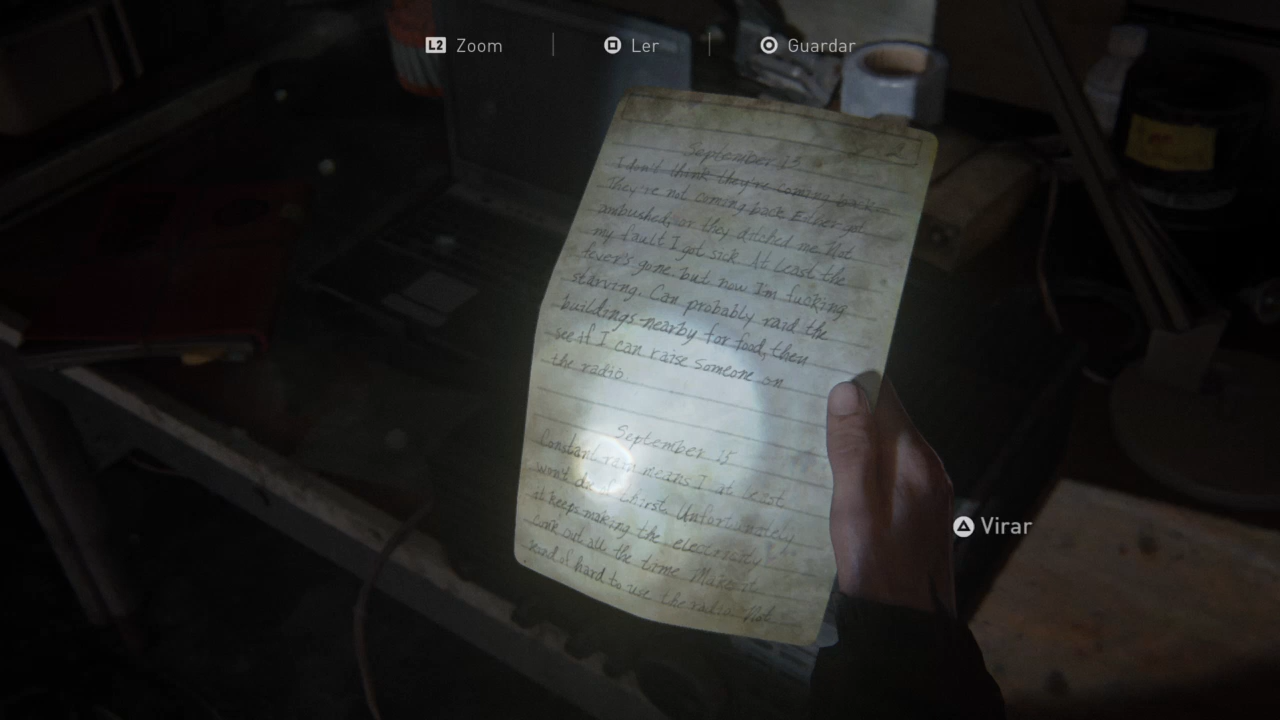 L2 Zoom
Ler
Guardar
2
September 15
I don't think they're coming back
They're not coming back Either got
ambushed, or they ditched me Not
my fault I got sick At least the
fever's gone but now I'm fucking
starving. Can probably raid the
buildings nearby for food, then
see if I can raise someone on
the radio.
September 15
Constant rain means I at least
won't die of thirst. Unfortunately
it keeps making the electricity
conk out all the time Makes it
kind of hard to use the radio. Not
Virar